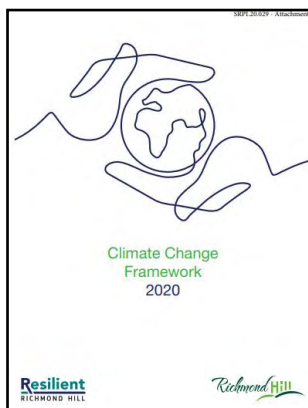 SRPI.20.029 - Attachment
Climate Change
Framework
2020
Resilient
RICHMOND HILL
Richmond Hill